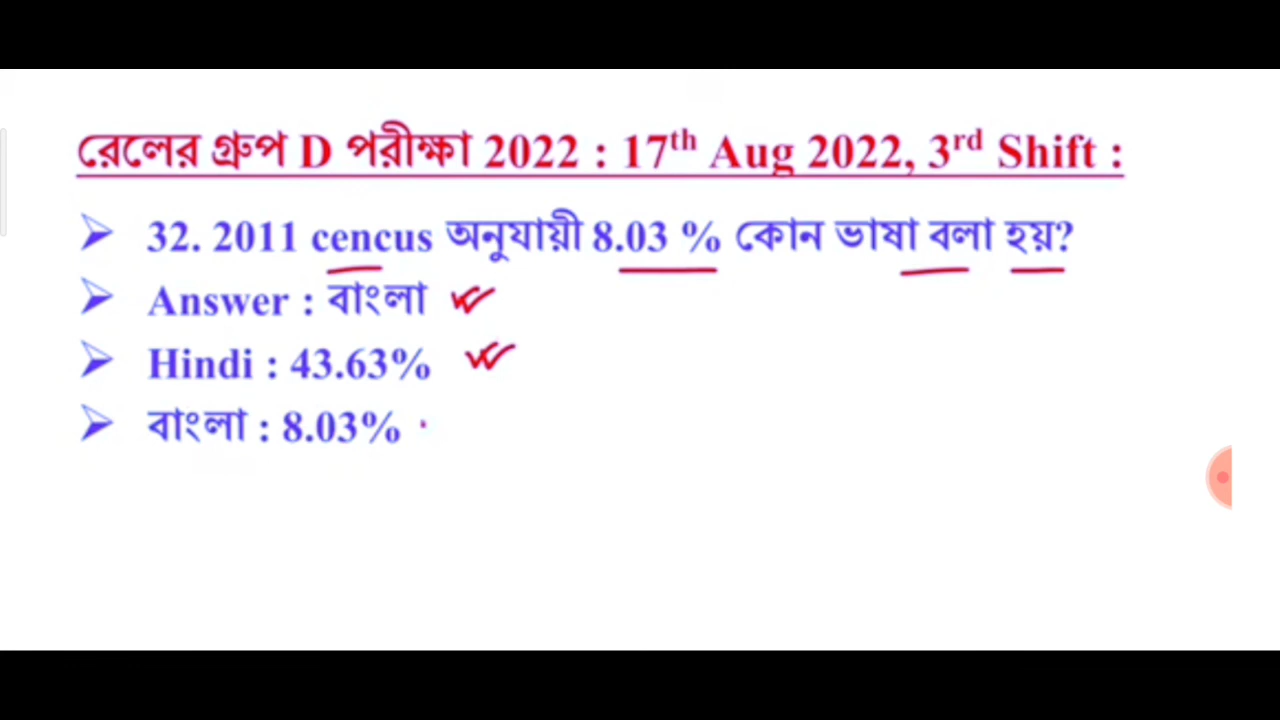 রেলের গ্রুপ D পরীক্ষা 2022 : 17th Aug 2022, 3rd Shift :
32. 2011 cencus অনুযায়ী 8.03 % কোন ভাষা বলা হয়?
Answer : বাংলা
Hindi : 43.63%
বাংলা : 8.03%